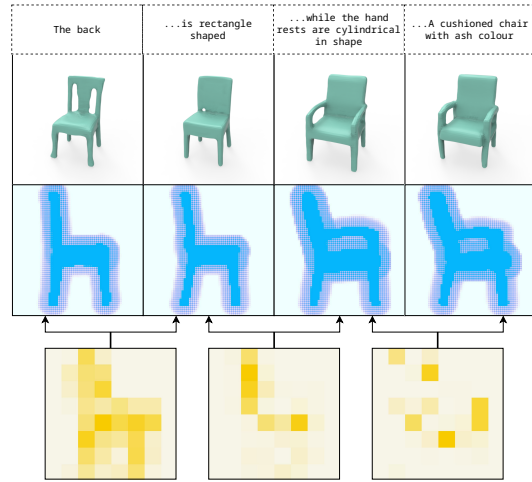 The back
...is rectangle
shaped
...while the hand
rests are cylindrical
in shape
...A cushioned chair
with ash colour